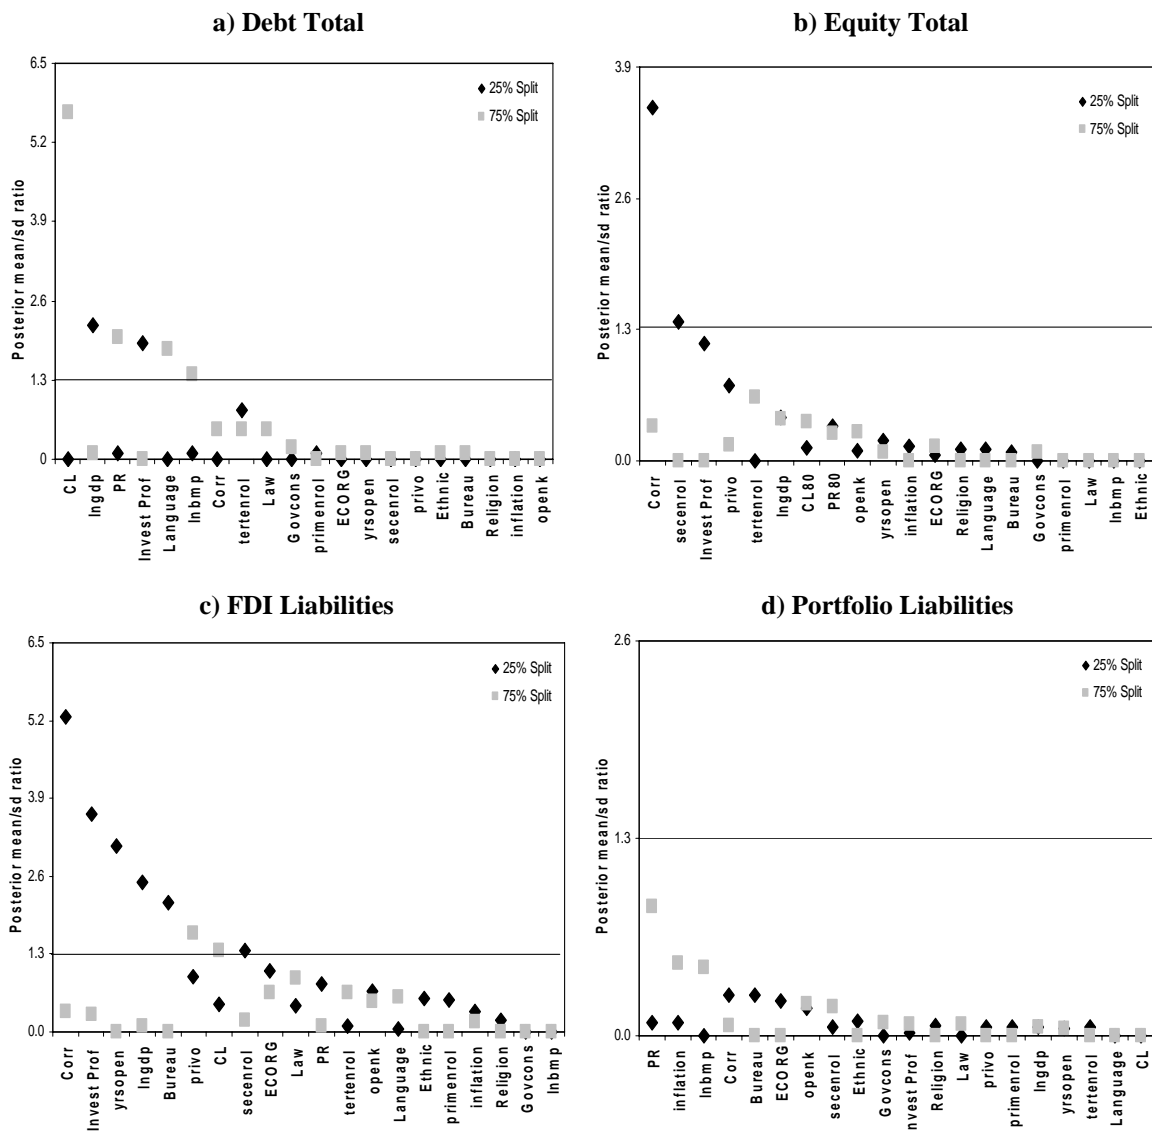 a) Debt Total
6.5
5.2
3.9
2.6
1.3
0
Posterior mean/sd ratio
25% Split
75% Split
CL
lngdp
PR
Invest Prof
Language
lnbmp
Corr
tertenrol
Law
Govcons
primenrol
ECORG
yrsopen
secenrol
privo
Ethnic
Bureau
Religion
inflation
openk
b) Equity Total
3.9
2.6
1.3
0.0
Posterior mean/sd ratio
25% Split
75% Split
Corr
secenrol
Invest Prof
privo
tertenrol
lngdp
CL80
PR80
openk
yrsopen
inflation
ECORG
Religion
Language
Bureau
Govcons
primenrol
Law
lnbmp
Ethnic
c) FDI Liabilities
6.5
5.2
3.9
2.6
1.3
0.0
Posterior mean/sd ratio
25% Split
75% Split
Corr
Invest Prof
yrsopen
lngdp
Bureau
privo
CL
secenrol
ECORG
Law
PR
tertenrol
openk
Language
Ethnic
primenrol
inflation
Religion
Govcons
lnbmp
d) Portfolio Liabilities
2.6
1.3
0.0
Posterior mean/sd ratio
25% Split
75% Split
PR
inflation
lnbmp
Corr
Bureau
ECORG
openk
secenrol
Ethnic
Govcons
nvest Prof
Religion
Law
privo
primenrol
lngdp
yrsopen
tertenrol
Language
CL